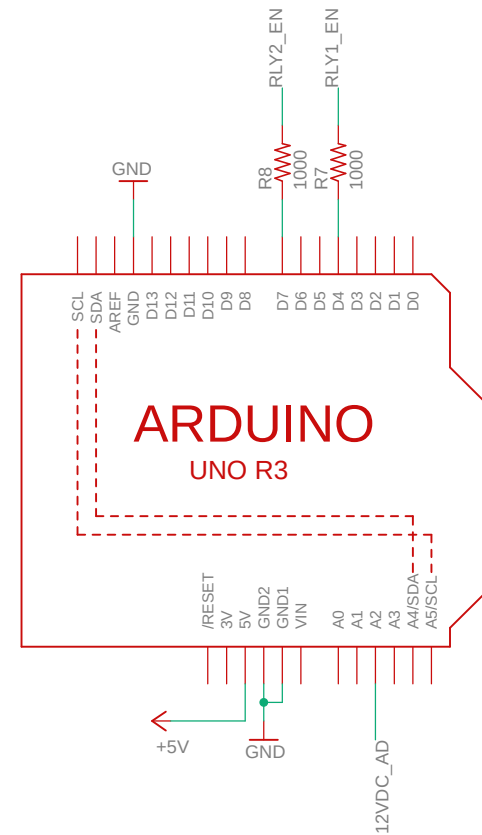 RLY2_EN
RLY1_EN
R8
1000
R7
1000
GND
SCL
SDA
AREF
GND
D13
D12
D11
D10
D9
D8
D7
D6
D5
D4
D3
D2
D1
D0
ARDUINO
UNO R3
/RESET
3V
5V
GND2
GND1
VIN
A0
A1
A2
A3
A4/SDA
A5/SCL
+5V
GND
12VDC_AD